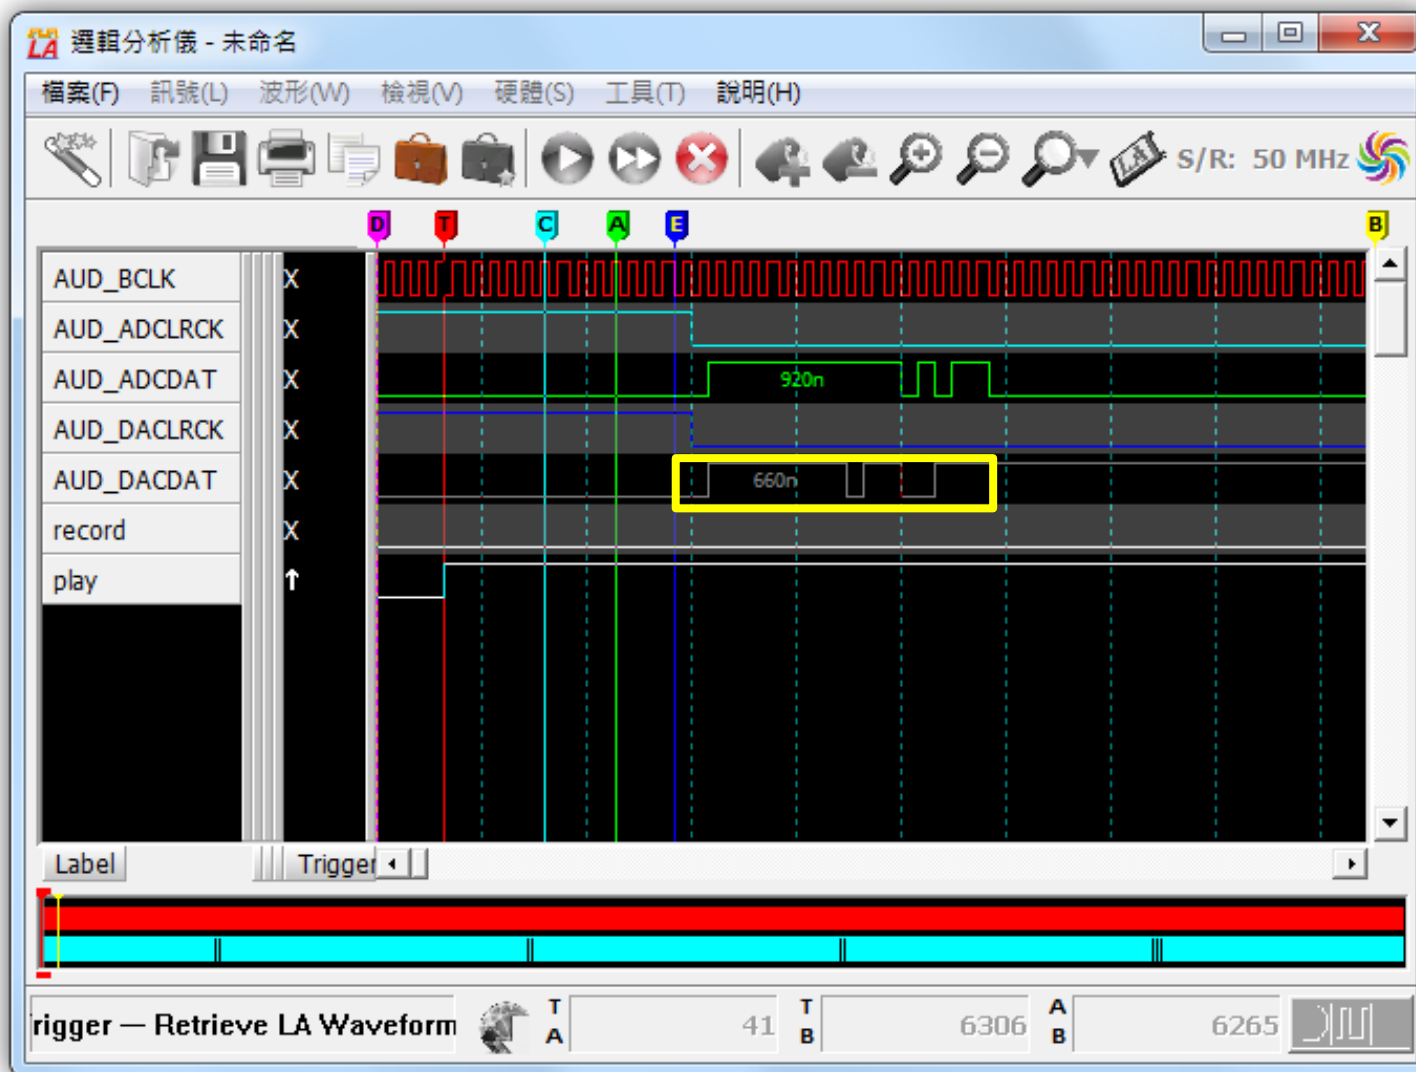 LA 邏輯分析儀 - 未命名
檔案(F) 訊號(L) 波形(W) 檢視(V) 硬體(S) 工具(T) 說明(H)
LAP S/R: 50 MHz
D T C A E B
AUD_BCLK X
AUD_ADCLRCK X
AUD_ADCDAT X 920n
AUD_DACLRCK X
AUD_DACDAT X 660n
record X
play ↑
Label Trigger
rigger — Retrieve LA Waveform T A 41 T B 6306 A B 6265